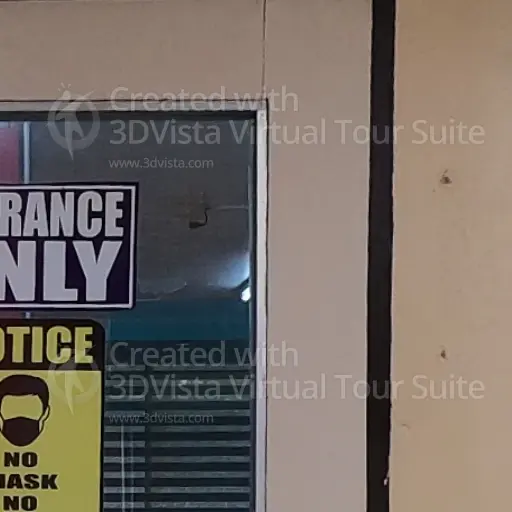 Created with
3DVista Virtual Tour Suite
www.3dvista.com
RANCE
NLY
OTICE
Created with
3DVista Virtual Tour Suite
www.3dvista.com
NO
MASK
NO